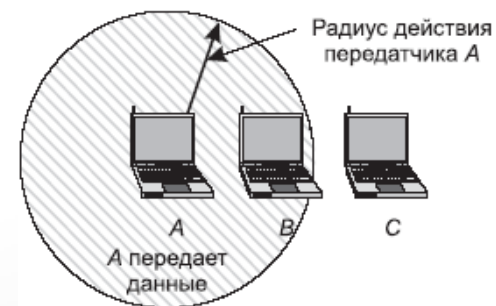 Радиус действия
передатчика А
А
В
С
А передает
данные